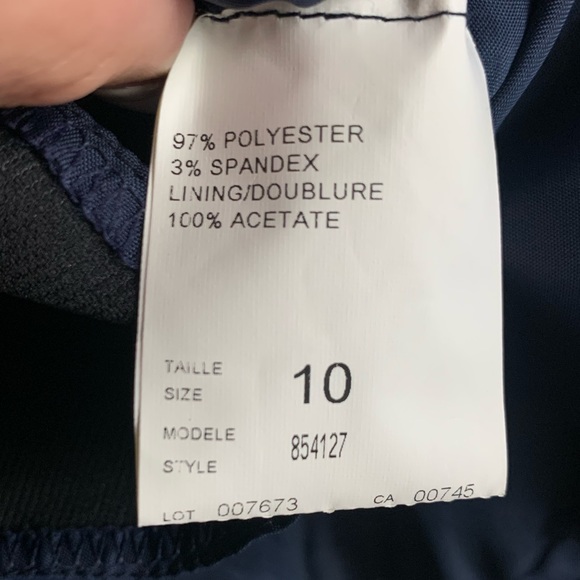 97% POLYESTER
3% SPANDEX
LINING/DOUBLURE
100% ACETATE
TAILLE
SIZE 10
MODELE
STYLE 854127
LOT 007673 CA 00745